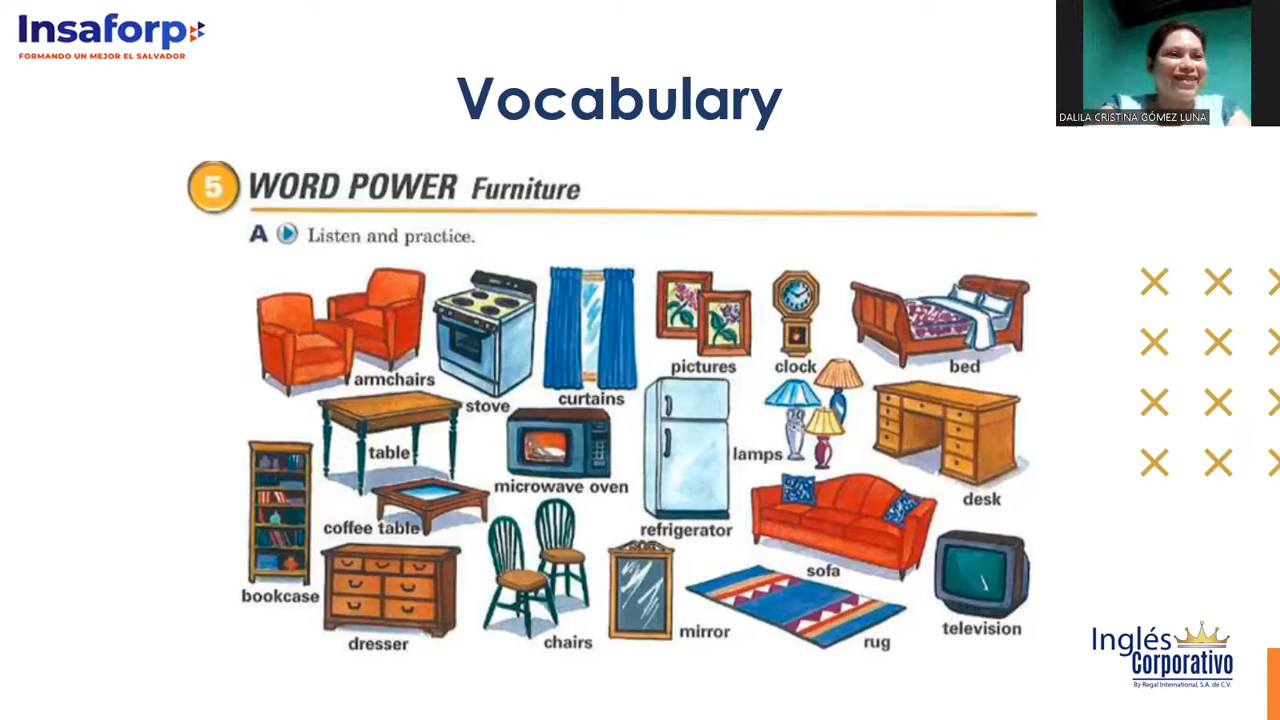 Insaforp
FORMANDO UN MEJOR EL SALVADOR
DALILA CRISTINA GÓMEZ LUNA
Vocabulary
5 WORD POWER Furniture
A Listen and practice.
armchairs
stove
curtains
pictures
clock
bed
table
microwave oven
refrigerator
lamps
desk
coffee table
bookcase
dresser
chairs
mirror
sofa
rug
television
Inglés
Corporativo
By Regal International, S.A. de C.V.